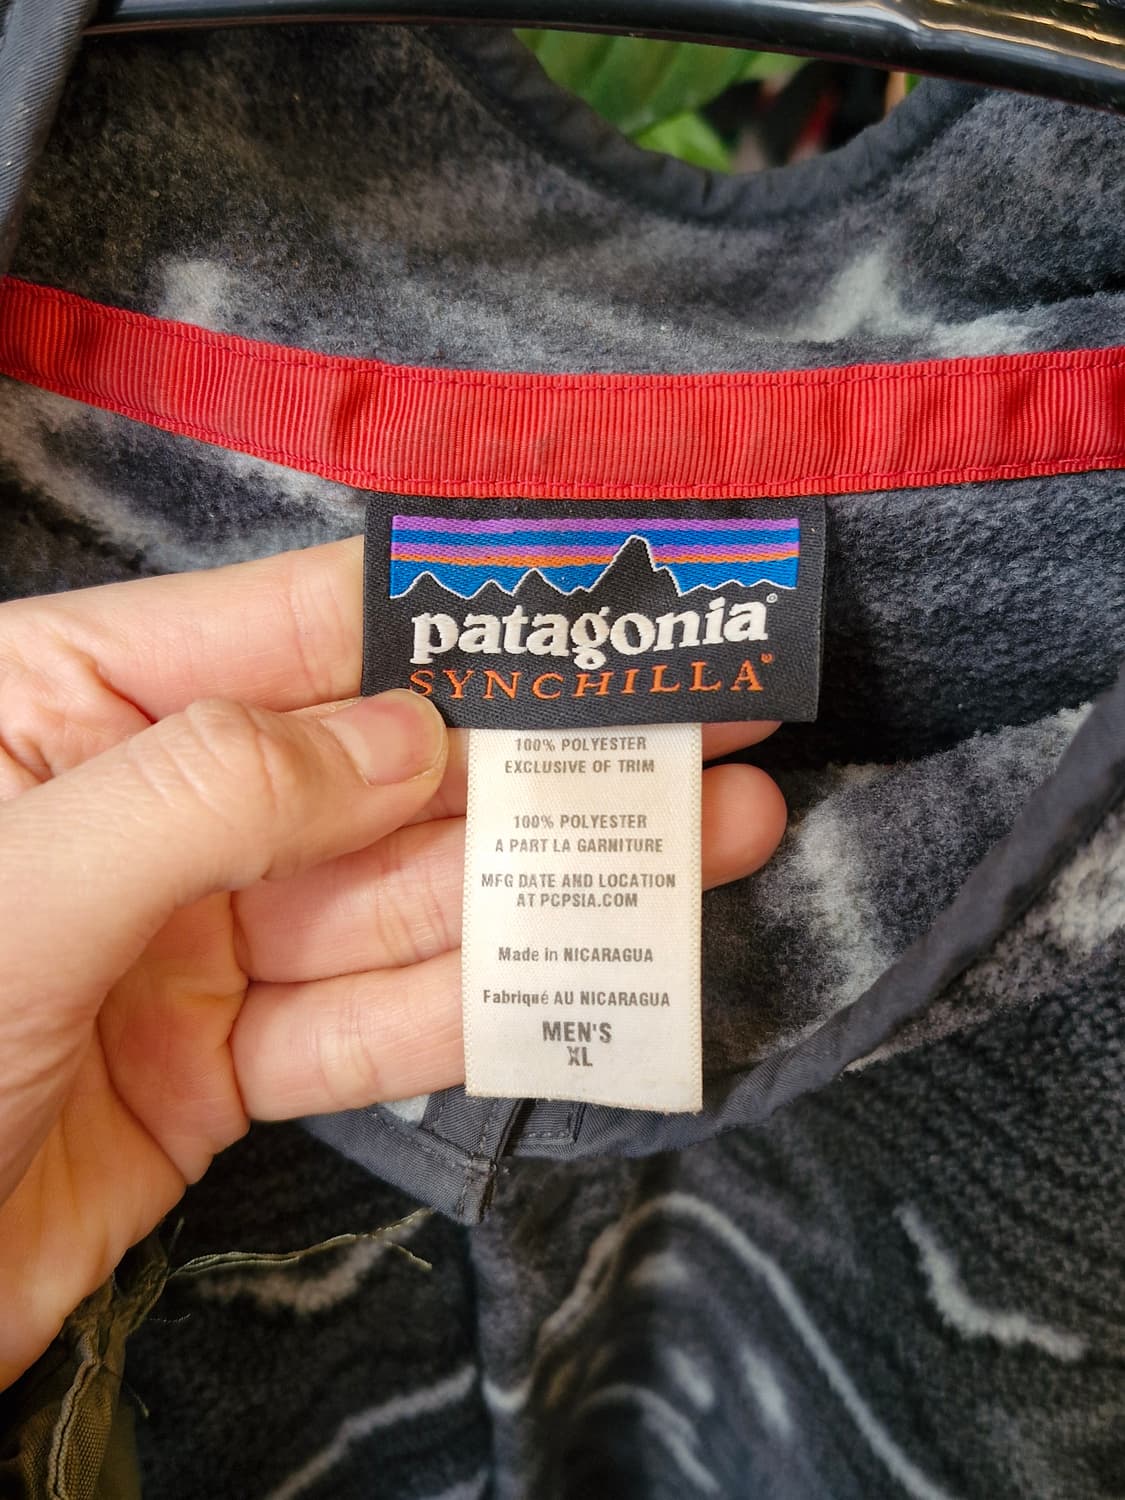 patagonia®
SYNCHILLA®
100% POLYESTER
EXCLUSIVE OF TRIM
100% POLYESTER
A PART LA GARNITURE
MFG DATE AND LOCATION
AT PCPSIA.COM
Made in NICARAGUA
Fabriqué AU NICARAGUA
MEN'S
XL